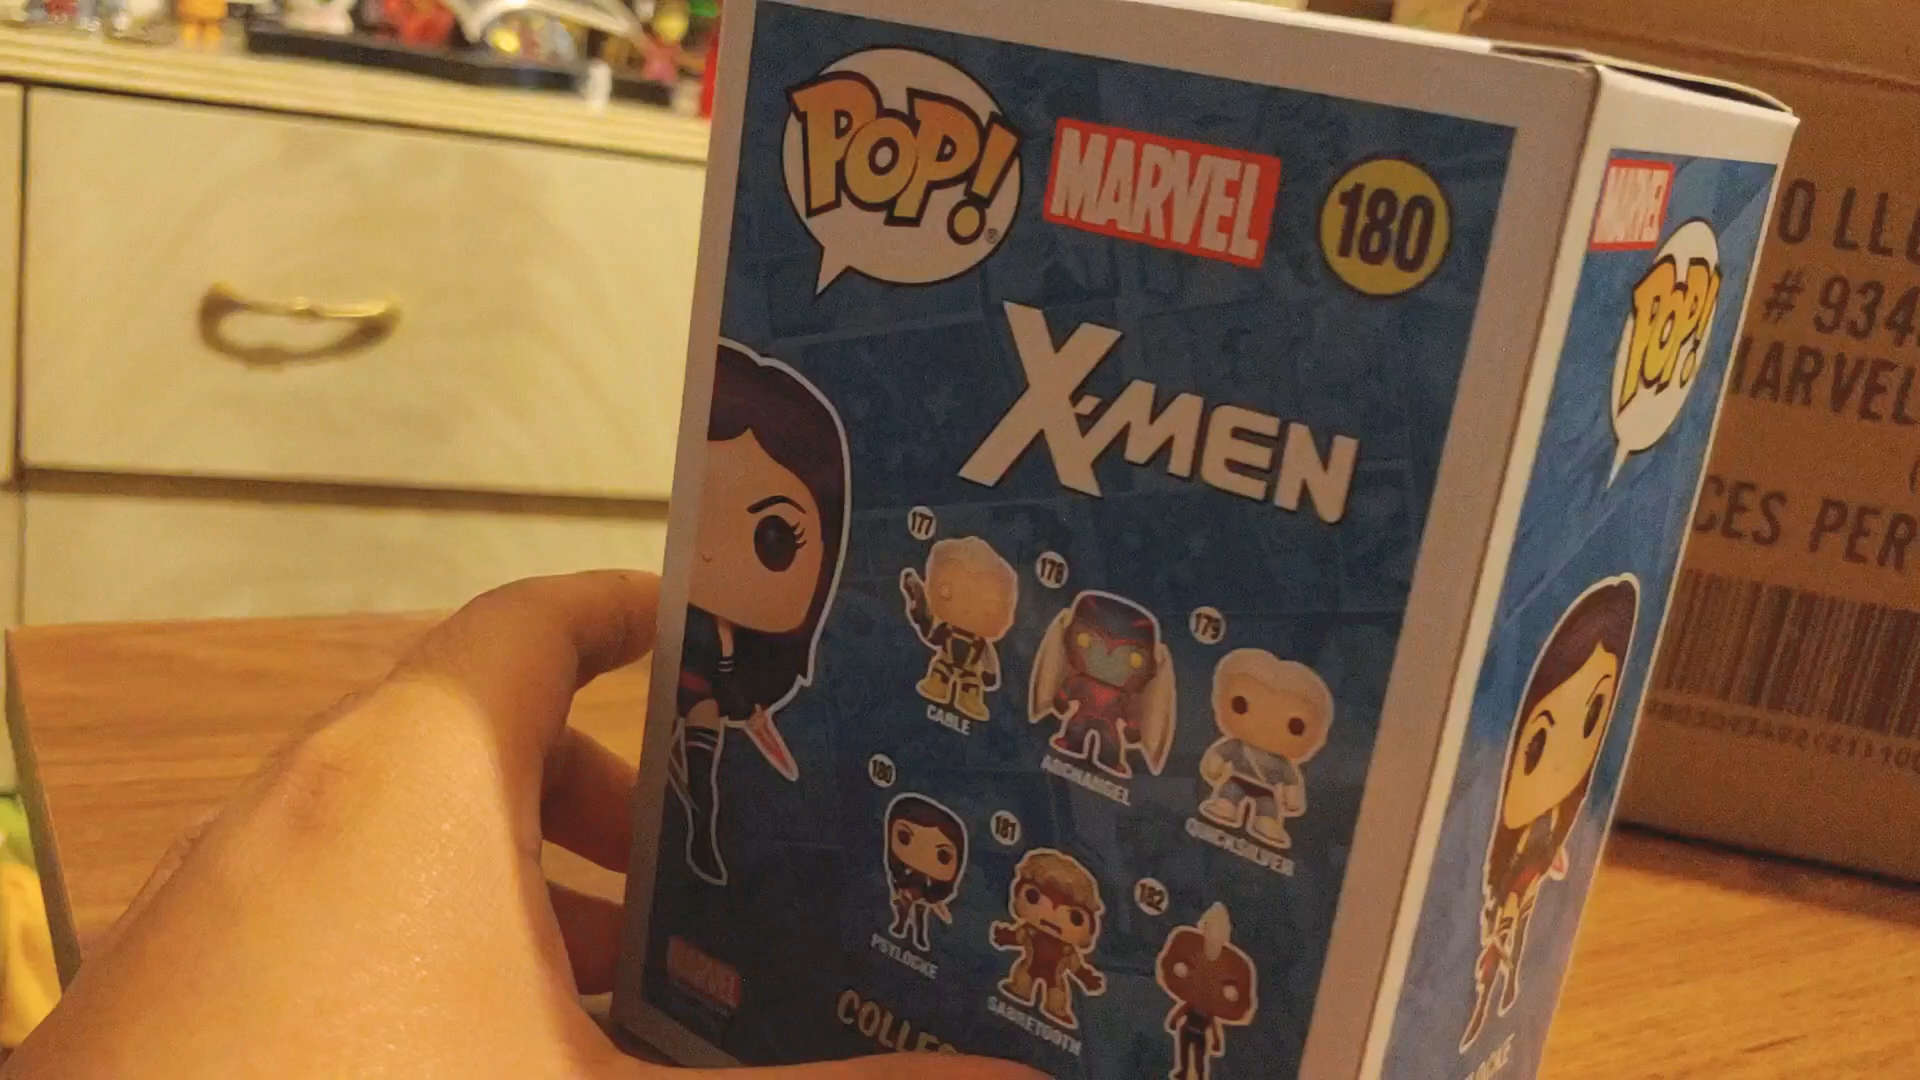 POP!
MARVEL
180
X-MEN
177
CABLE
178
ARCHANGEL
179
QUICKSILVER
180
PSYLOCKE
181
SABRETOOTH
182
MARVEL
MARVEL
POP!
# 934
MARVEL
PER